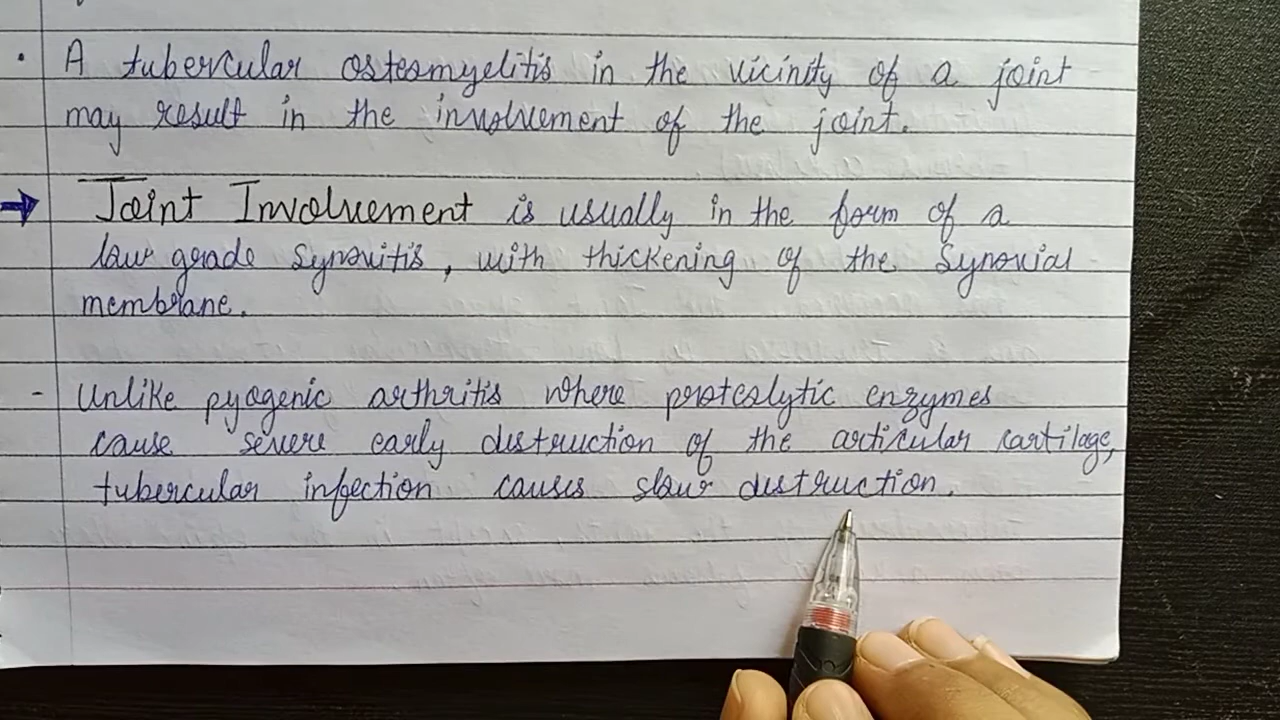 • A tubercular osteomyelitis in the vicinity of a joint
may result in the involvement of the joint.
→ Joint Involvement is usually in the form of a
low grade synovitis, with thickening of the synovial
membrane.
- Unlike pyogenic arthritis where proteolytic enzymes
cause severe early destruction of the articular cartilage,
tubercular infection causes slow destruction.